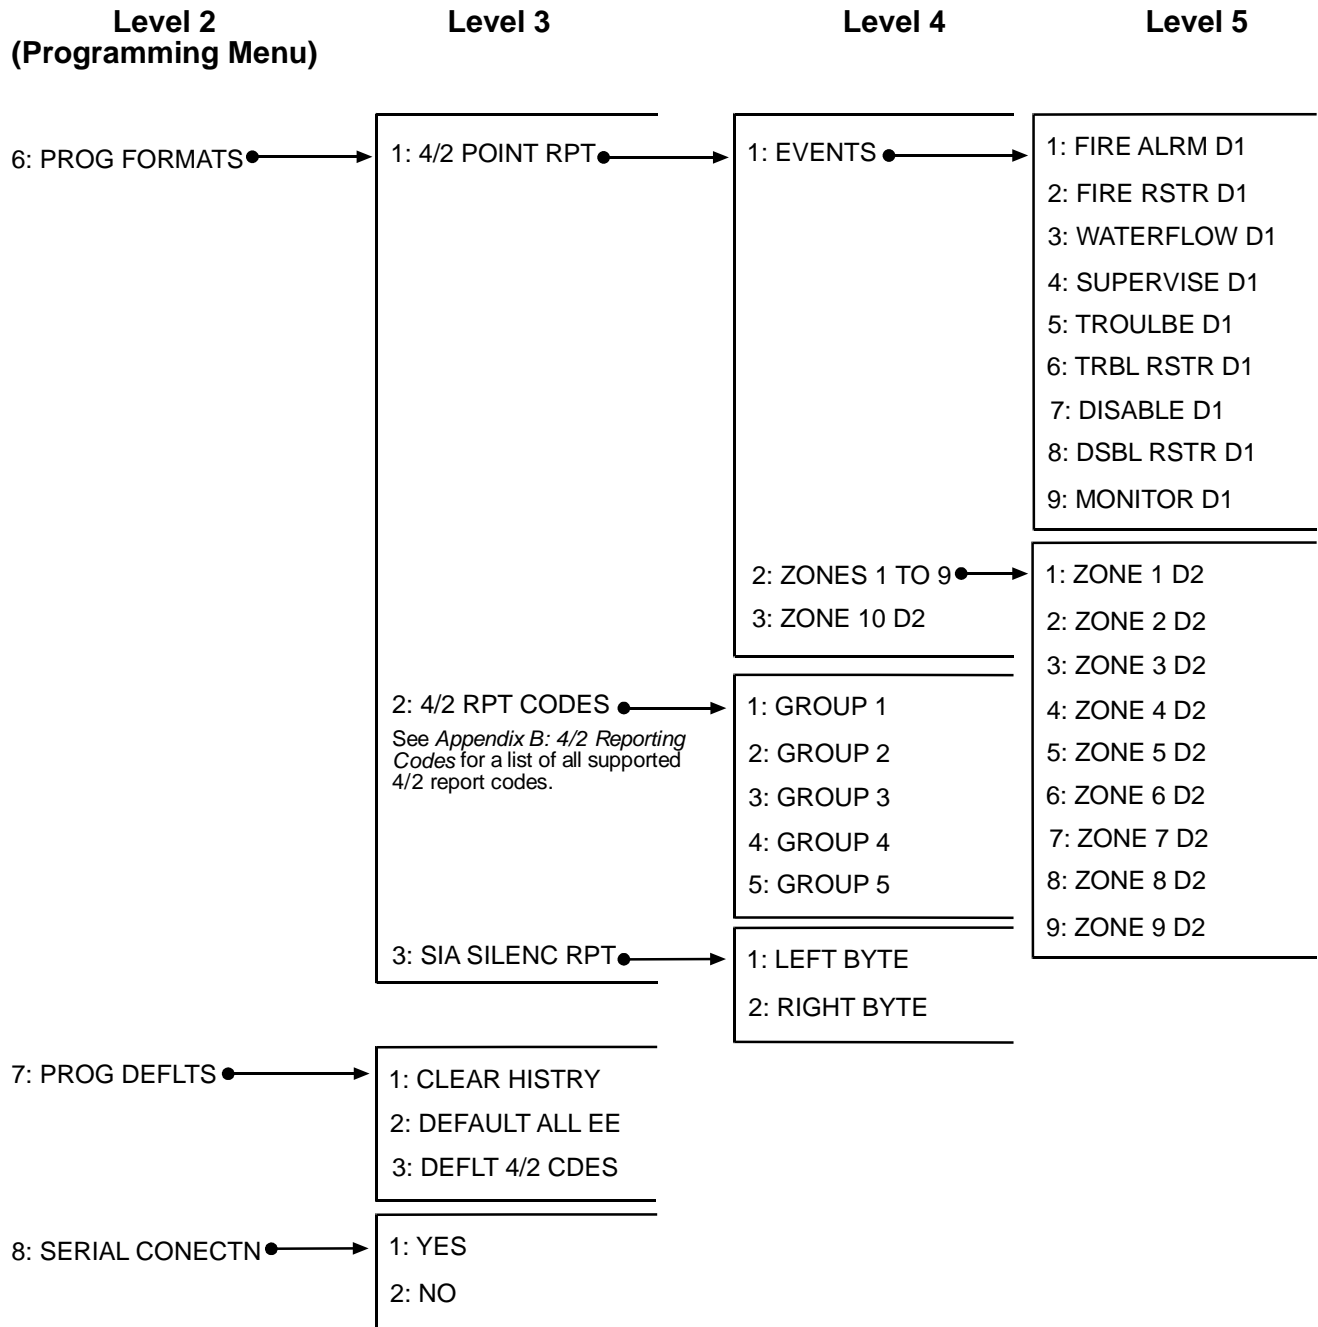 Level 2
(Programming Menu)
Level 3
Level 4
Level 5
6: PROG FORMATS
1: 4/2 POINT RPT
1: EVENTS
1: FIRE ALRM D1
2: FIRE RSTR D1
3: WATERFLOW D1
4: SUPERVISE D1
5: TROULBE D1
6: TRBL RSTR D1
7: DISABLE D1
8: DSBL RSTR D1
9: MONITOR D1
2: ZONES 1 TO 9
3: ZONE 10 D2
1: ZONE 1 D2
2: ZONE 2 D2
3: ZONE 3 D2
4: ZONE 4 D2
5: ZONE 5 D2
6: ZONE 6 D2
7: ZONE 7 D2
8: ZONE 8 D2
9: ZONE 9 D2
2: 4/2 RPT CODES
See Appendix B: 4/2 Reporting
Codes for a list of all supported
4/2 report codes.
1: GROUP 1
2: GROUP 2
3: GROUP 3
4: GROUP 4
5: GROUP 5
3: SIA SILENC RPT
1: LEFT BYTE
2: RIGHT BYTE
7: PROG DEFLTS
1: CLEAR HISTRY
2: DEFAULT ALL EE
3: DEFLT 4/2 CDES
8: SERIAL CONECTN
1: YES
2: NO